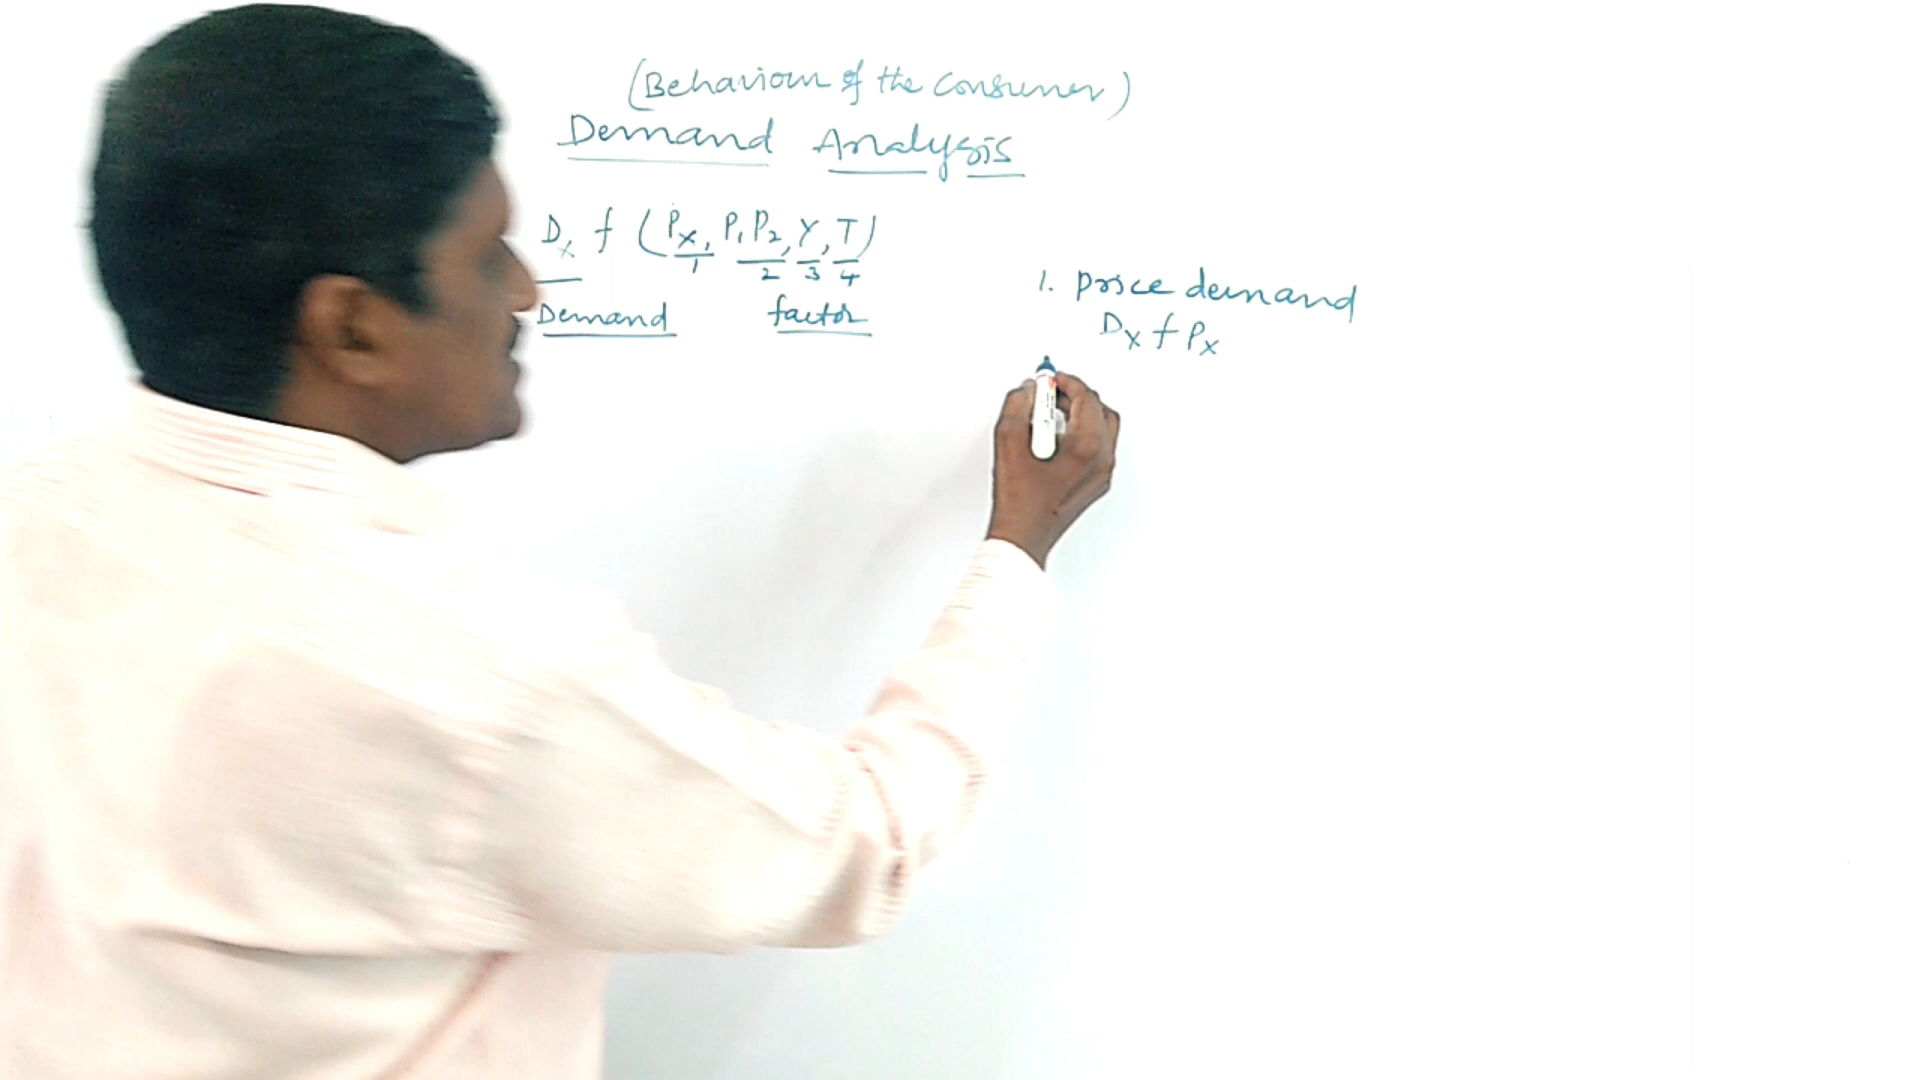 (Behaviour of the Consumer)
Demand Analysis
Dx f (Px, P1 P2, Y, T)
1 2 3 4
Demand factor
1. price demand
Dx f Px